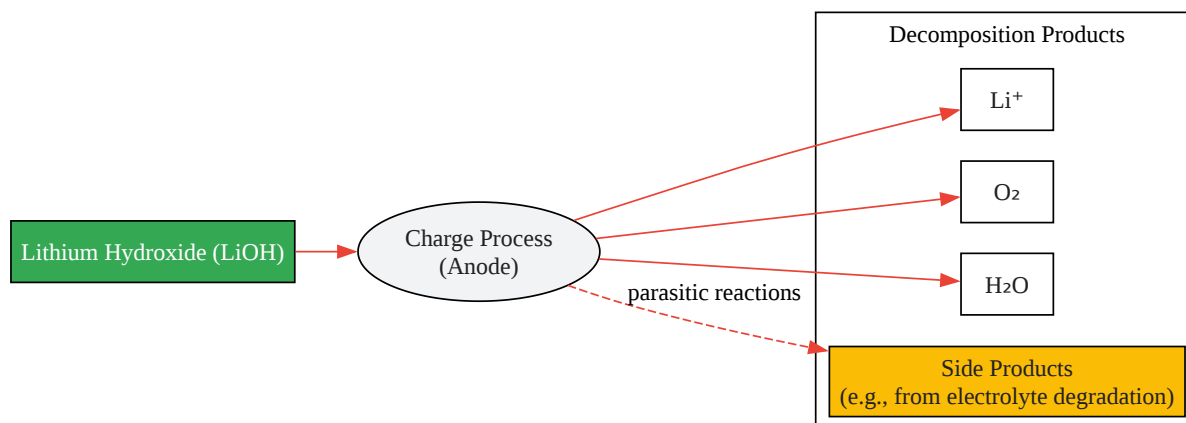 Decomposition Products
Li⁺
O₂
Lithium Hydroxide (LiOH)
Charge Process
(Anode)
H₂O
parasitic reactions
Side Products
(e.g., from electrolyte degradation)